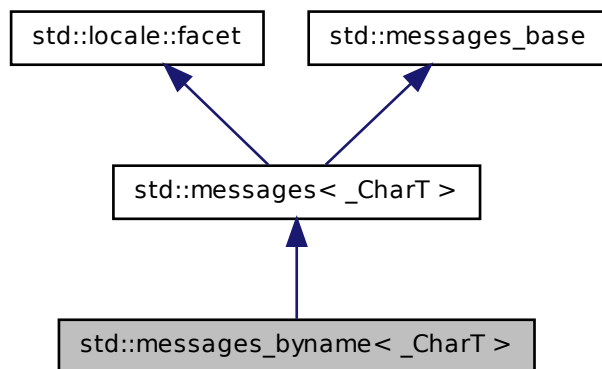 std::locale::facet
std::messages_base
std::messages< _CharT >
std::messages_byname< _CharT >